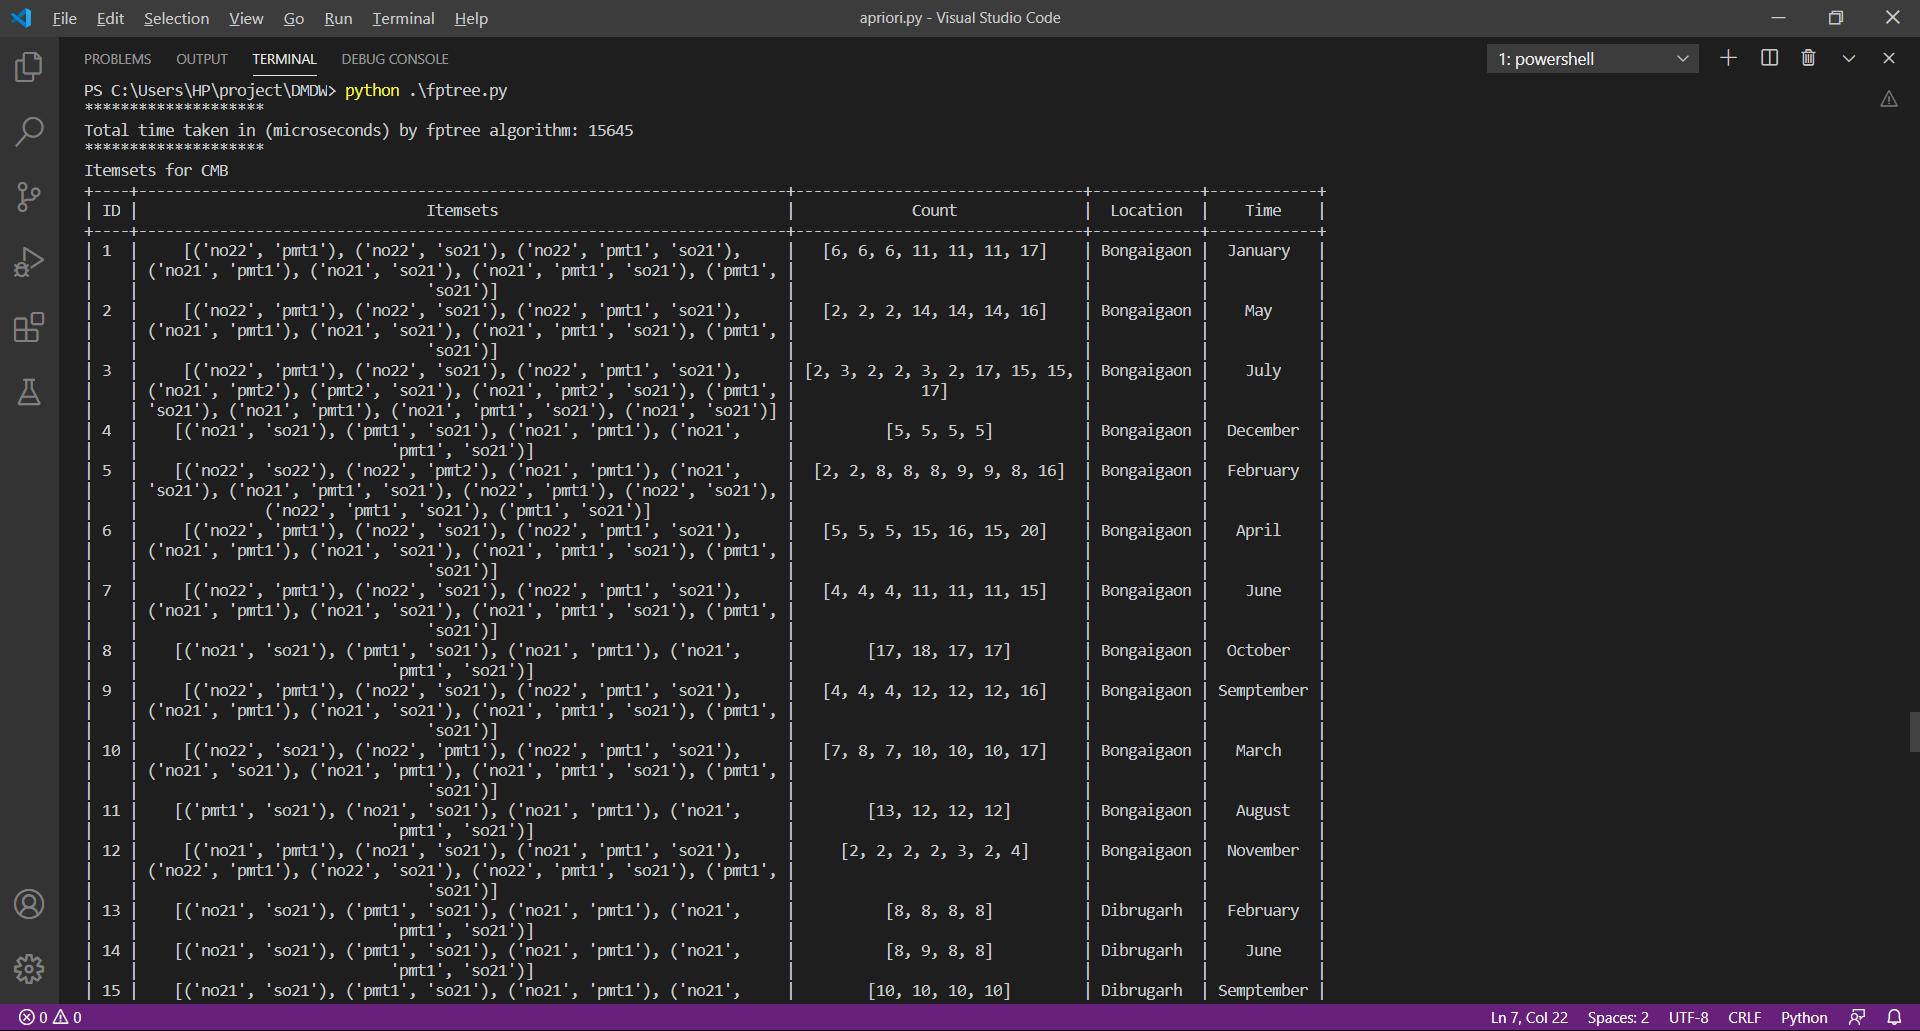 File Edit Selection View Go Run Terminal Help
apriori.py - Visual Studio Code
PROBLEMS OUTPUT TERMINAL DEBUG CONSOLE
1: powershell
PS C:\Users\HP\project\DMDW> python .\fptree.py
********************
Total time taken in (microseconds) by fptree algorithm: 15645
********************
Itemsets for CMB
+----+------------------------------------------------------------------------+--------------------------------+------------+------------+
| ID | Itemsets | Count | Location | Time |
+----+------------------------------------------------------------------------+--------------------------------+------------+------------+
| 1 | [('no22', 'pmt1'), ('no22', 'so21'), ('no22', 'pmt1', 'so21'), | [6, 6, 6, 11, 11, 11, 17] | Bongaigaon | January |
| | ('no21', 'pmt1'), ('no21', 'so21'), ('no21', 'pmt1', 'so21'), ('pmt1', | | | |
| | 'so21')] | | | |
| 2 | [('no22', 'pmt1'), ('no22', 'so21'), ('no22', 'pmt1', 'so21'), | [2, 2, 2, 14, 14, 14, 16] | Bongaigaon | May |
| | ('no21', 'pmt1'), ('no21', 'so21'), ('no21', 'pmt1', 'so21'), ('pmt1', | | | |
| | 'so21')] | | | |
| 3 | [('no22', 'pmt1'), ('no22', 'so21'), ('no22', 'pmt1', 'so21'), | [2, 3, 2, 2, 3, 2, 17, 15, 15, | Bongaigaon | July |
| | ('no21', 'pmt2'), ('pmt2', 'so21'), ('no21', 'pmt2', 'so21'), ('pmt1', | 17] | | |
| | 'so21'), ('no21', 'pmt1'), ('no21', 'pmt1', 'so21'), ('no21', 'so21')] | | | |
| 4 | [('no21', 'so21'), ('pmt1', 'so21'), ('no21', 'pmt1'), ('no21', | [5, 5, 5, 5] | Bongaigaon | December |
| | 'pmt1', 'so21')] | | | |
| 5 | [('no22', 'so22'), ('no22', 'pmt2'), ('no21', 'pmt1'), ('no21', | [2, 2, 8, 8, 8, 9, 9, 8, 16] | Bongaigaon | February |
| | 'so21'), ('no21', 'pmt1', 'so21'), ('no22', 'pmt1'), ('no22', 'so21'), | | | |
| | ('no22', 'pmt1', 'so21'), ('pmt1', 'so21')] | | | |
| 6 | [('no22', 'pmt1'), ('no22', 'so21'), ('no22', 'pmt1', 'so21'), | [5, 5, 5, 15, 16, 15, 20] | Bongaigaon | April |
| | ('no21', 'pmt1'), ('no21', 'so21'), ('no21', 'pmt1', 'so21'), ('pmt1', | | | |
| | 'so21')] | | | |
| 7 | [('no22', 'pmt1'), ('no22', 'so21'), ('no22', 'pmt1', 'so21'), | [4, 4, 4, 11, 11, 11, 15] | Bongaigaon | June |
| | ('no21', 'pmt1'), ('no21', 'so21'), ('no21', 'pmt1', 'so21'), ('pmt1', | | | |
| | 'so21')] | | | |
| 8 | [('no21', 'so21'), ('pmt1', 'so21'), ('no21', 'pmt1'), ('no21', | [17, 18, 17, 17] | Bongaigaon | October |
| | 'pmt1', 'so21')] | | | |
| 9 | [('no22', 'pmt1'), ('no22', 'so21'), ('no22', 'pmt1', 'so21'), | [4, 4, 4, 12, 12, 12, 16] | Bongaigaon | Semptember |
| | ('no21', 'pmt1'), ('no21', 'so21'), ('no21', 'pmt1', 'so21'), ('pmt1', | | | |
| | 'so21')] | | | |
| 10 | [('no22', 'so21'), ('no22', 'pmt1'), ('no22', 'pmt1', 'so21'), | [7, 8, 7, 10, 10, 10, 17] | Bongaigaon | March |
| | ('no21', 'so21'), ('no21', 'pmt1'), ('no21', 'pmt1', 'so21'), ('pmt1', | | | |
| | 'so21')] | | | |
| 11 | [('pmt1', 'so21'), ('no21', 'so21'), ('no21', 'pmt1'), ('no21', | [13, 12, 12, 12] | Bongaigaon | August |
| | 'pmt1', 'so21')] | | | |
| 12 | [('no21', 'pmt1'), ('no21', 'so21'), ('no21', 'pmt1', 'so21'), | [2, 2, 2, 2, 3, 2, 4] | Bongaigaon | November |
| | ('no22', 'pmt1'), ('no22', 'so21'), ('no22', 'pmt1', 'so21'), ('pmt1', | | | |
| | 'so21')] | | | |
| 13 | [('no21', 'so21'), ('pmt1', 'so21'), ('no21', 'pmt1'), ('no21', | [8, 8, 8, 8] | Dibrugarh | February |
| | 'pmt1', 'so21')] | | | |
| 14 | [('no21', 'so21'), ('pmt1', 'so21'), ('no21', 'pmt1'), ('no21', | [8, 9, 8, 8] | Dibrugarh | June |
| | 'pmt1', 'so21')] | | | |
| 15 | [('no21', 'so21'), ('pmt1', 'so21'), ('no21', 'pmt1'), ('no21', | [10, 10, 10, 10] | Dibrugarh | Semptember |
0 0 Ln 7, Col 22 Spaces: 2 UTF-8 CRLF Python